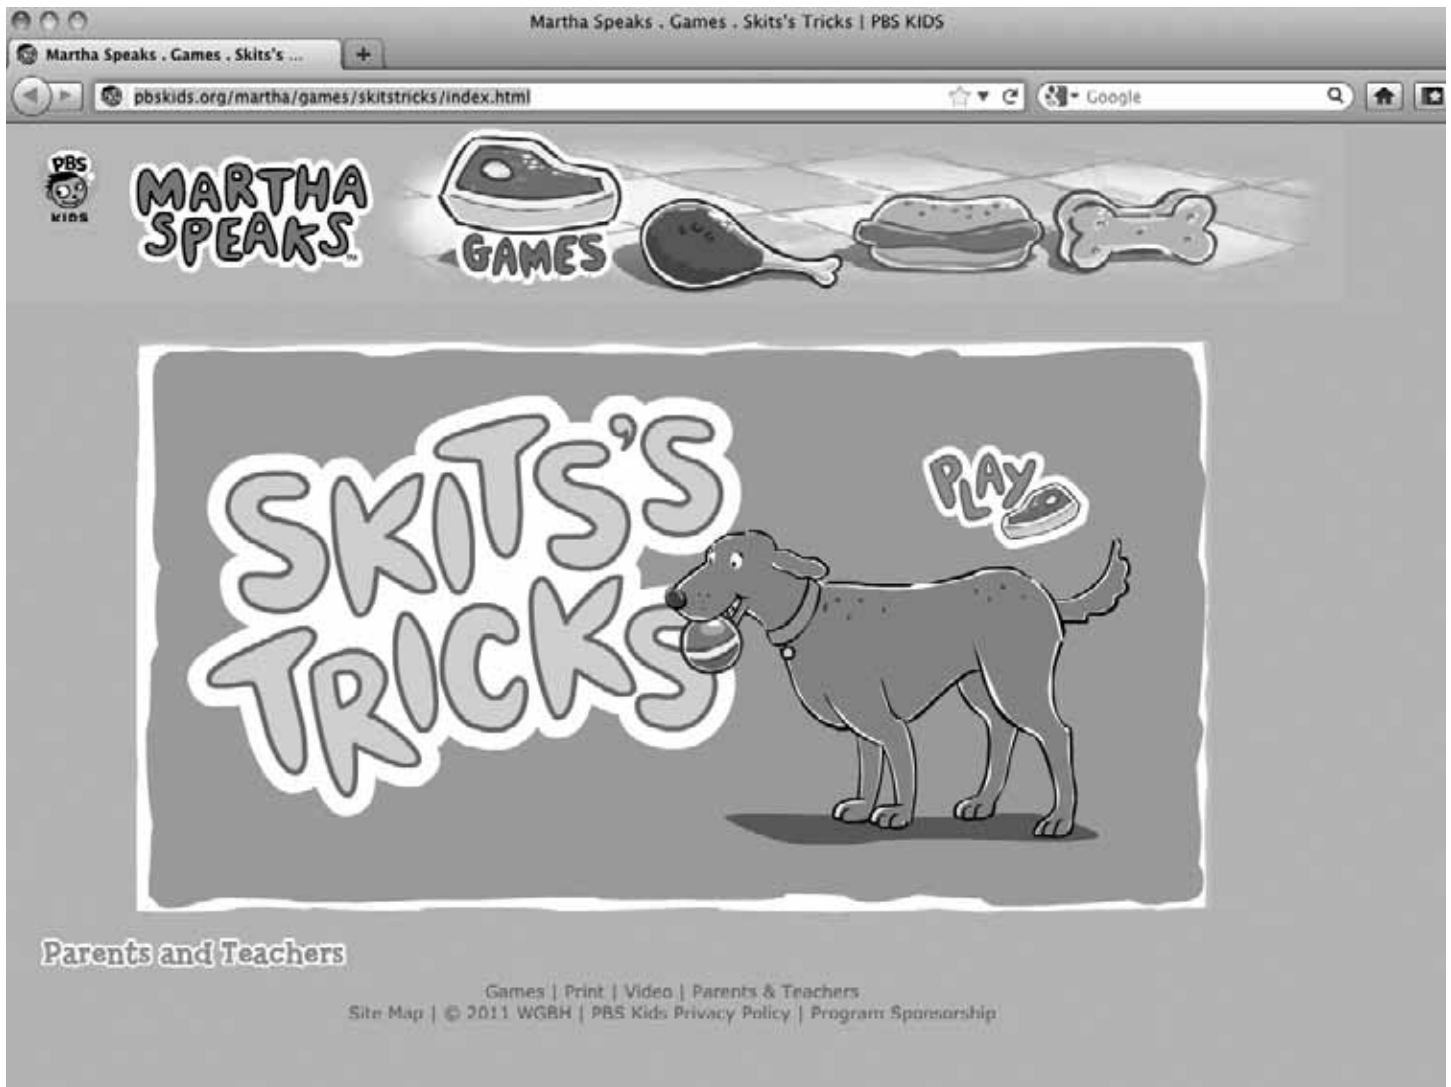 Martha Speaks . Games . Skits's Tricks | PBS KIDS
Martha Speaks . Games . Skits's ...
pbskids.org/martha/games/skitstricks/index.html
Google
PBS
KIDS
MARTHA
SPEAKS™
GAMES
SKITS'S
TRICKS
PLAY
Parents and Teachers
Games | Print | Video | Parents & Teachers
Site Map | © 2011 WGBH | PBS Kids Privacy Policy | Program Sponsorship